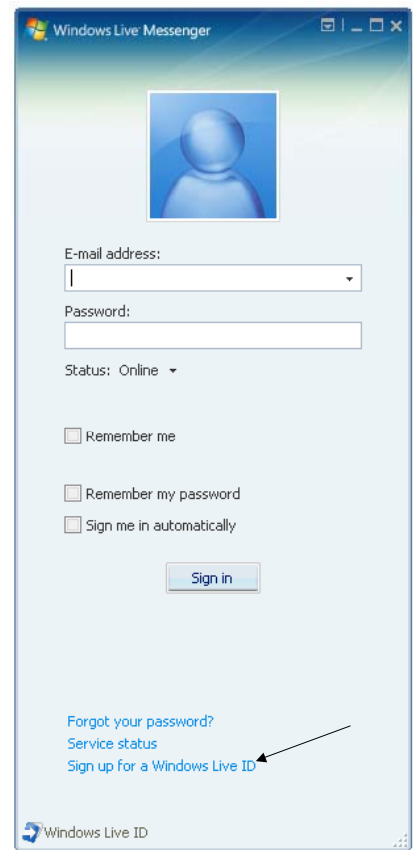 Windows Live Messenger
E-mail address:
Password:
Status: Online
Remember me
Remember my password
Sign me in automatically
Sign in
Forgot your password?
Service status
Sign up for a Windows Live ID
Windows Live ID